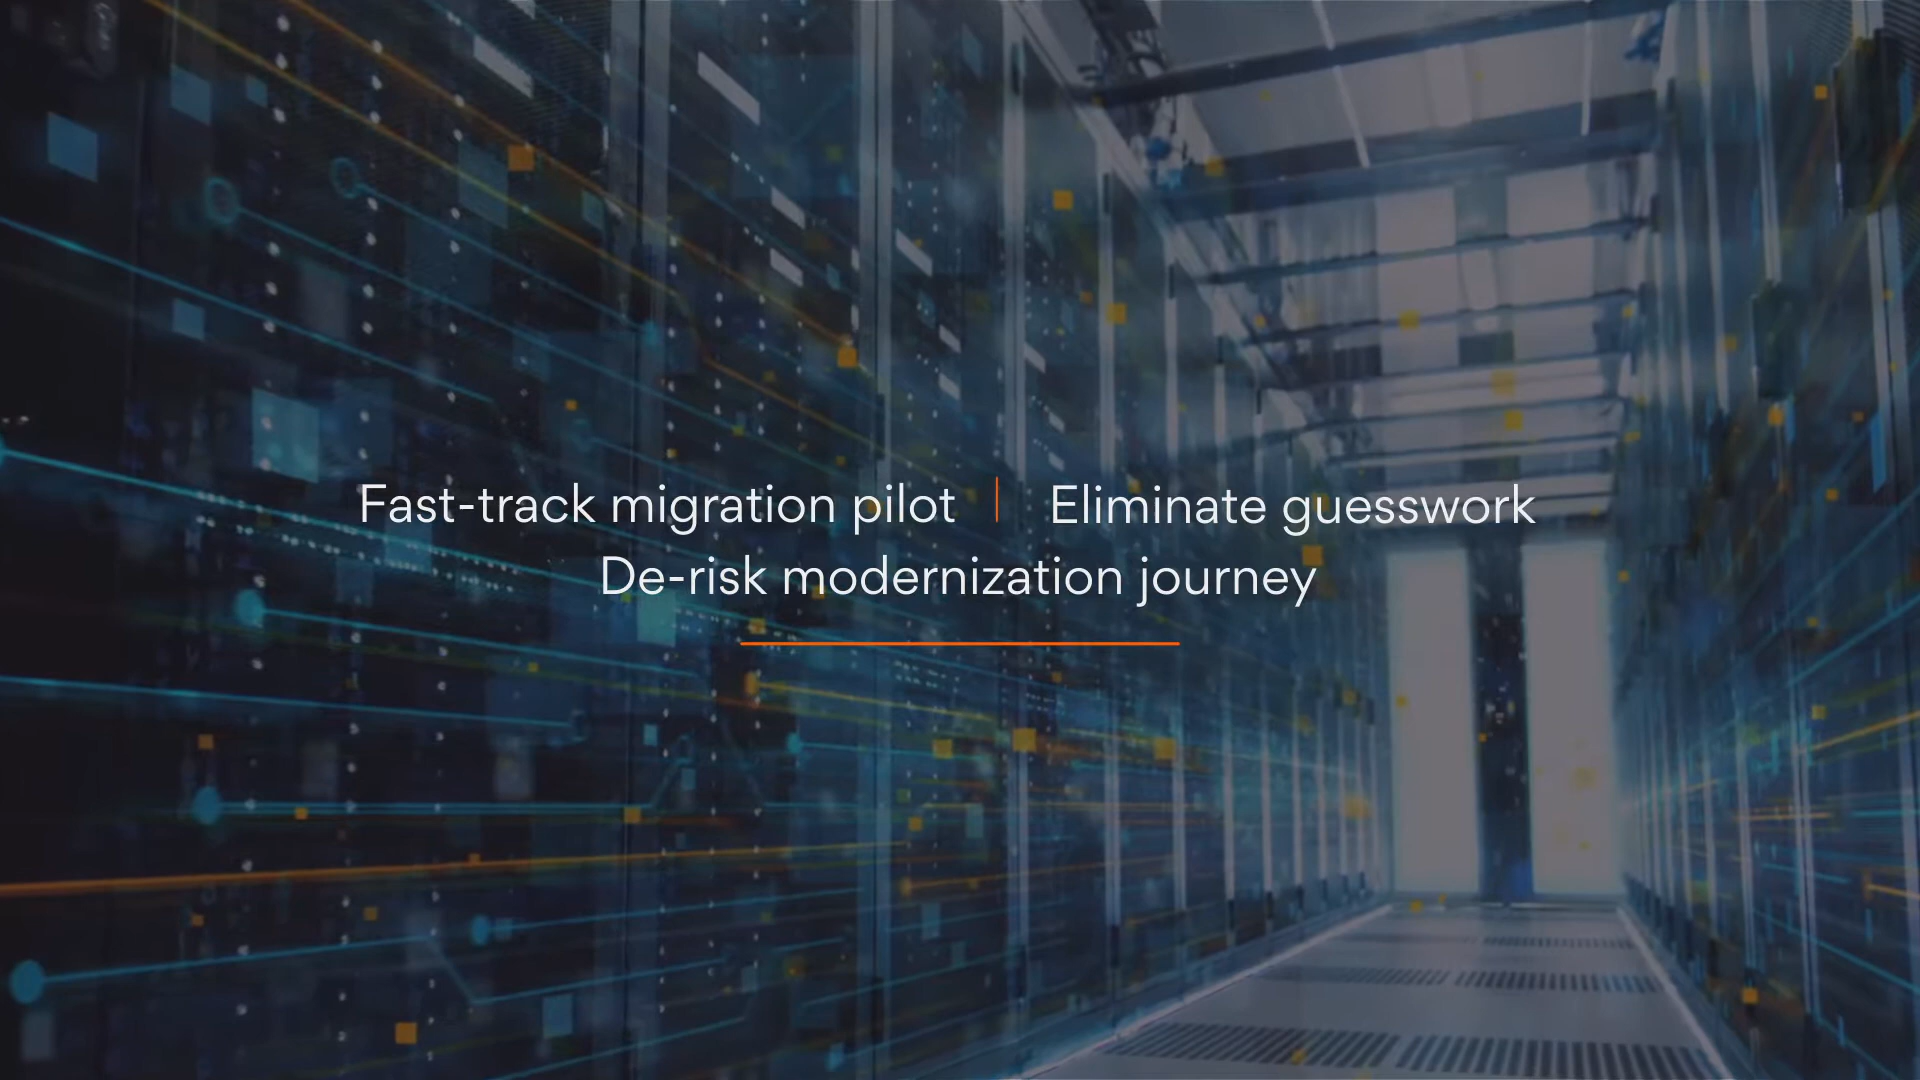 Fast-track migration pilot | Eliminate guesswork
De-risk modernization journey